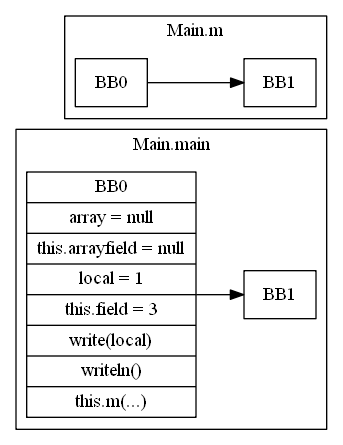 Main.m
BB0
BB1
Main.main
BB0
array = null
this.arrayfield = null
local = 1
this.field = 3
write(local)
writeln()
this.m(...)
BB1